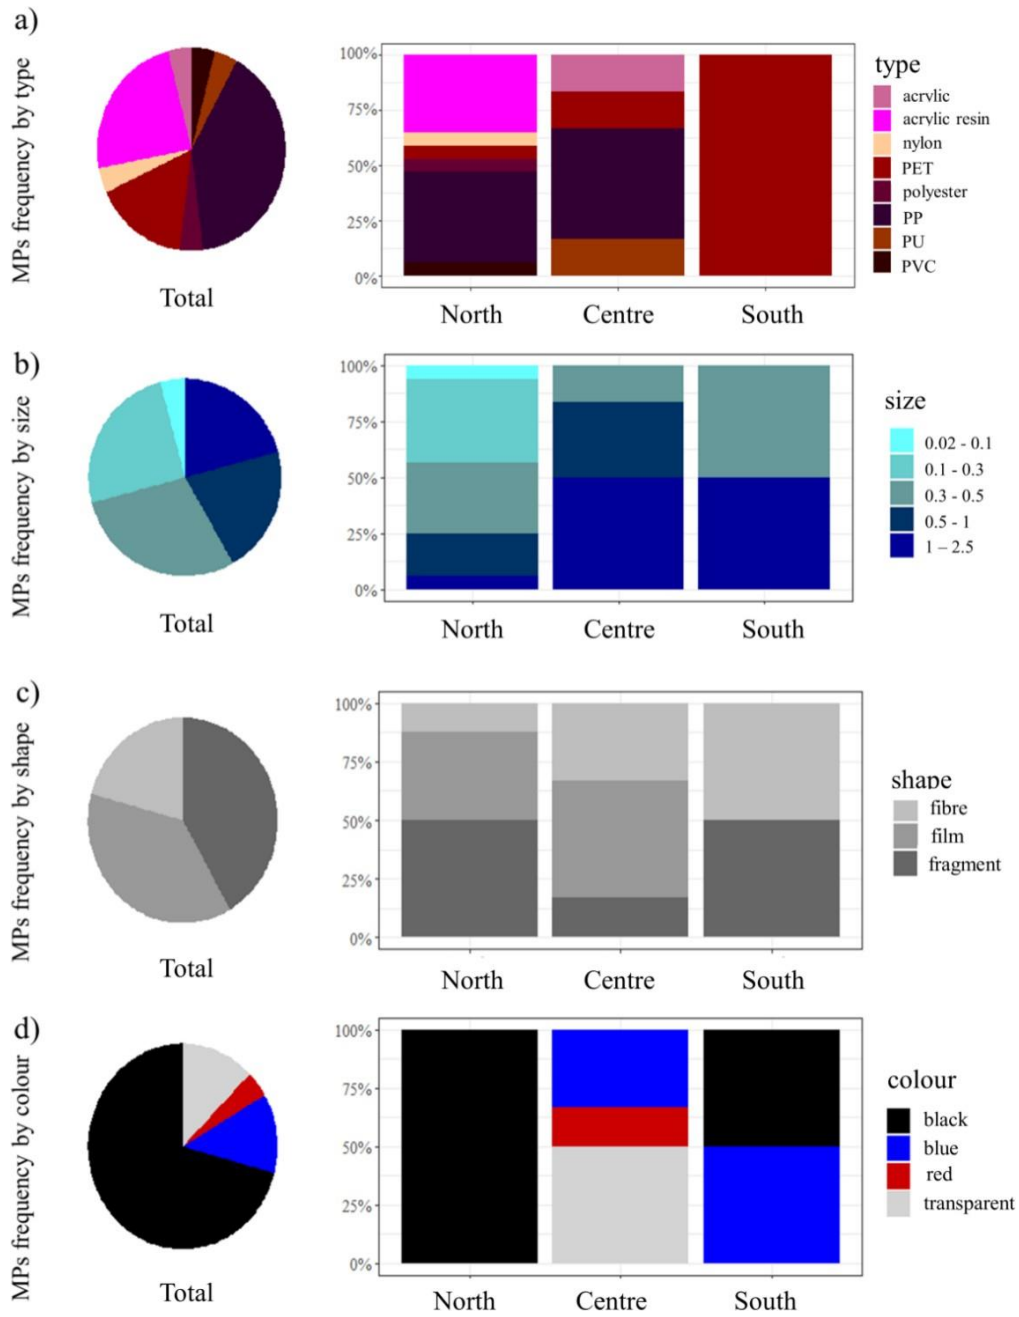 a)
MPs frequency by type
Total
100%
75%
50%
25%
0%
North
Centre
South
type
acrylic
acrylic resin
nylon
PET
polyester
PP
PU
PVC
b)
MPs frequency by size
Total
100%
75%
50%
25%
0%
North
Centre
South
size
0.02 - 0.1
0.1 - 0.3
0.3 - 0.5
0.5 - 1
1 – 2.5
c)
MPs frequency by shape
Total
100%
75%
50%
25%
0%
North
Centre
South
shape
fibre
film
fragment
d)
MPs frequency by colour
Total
100%
75%
50%
25%
0%
North
Centre
South
colour
black
blue
red
transparent